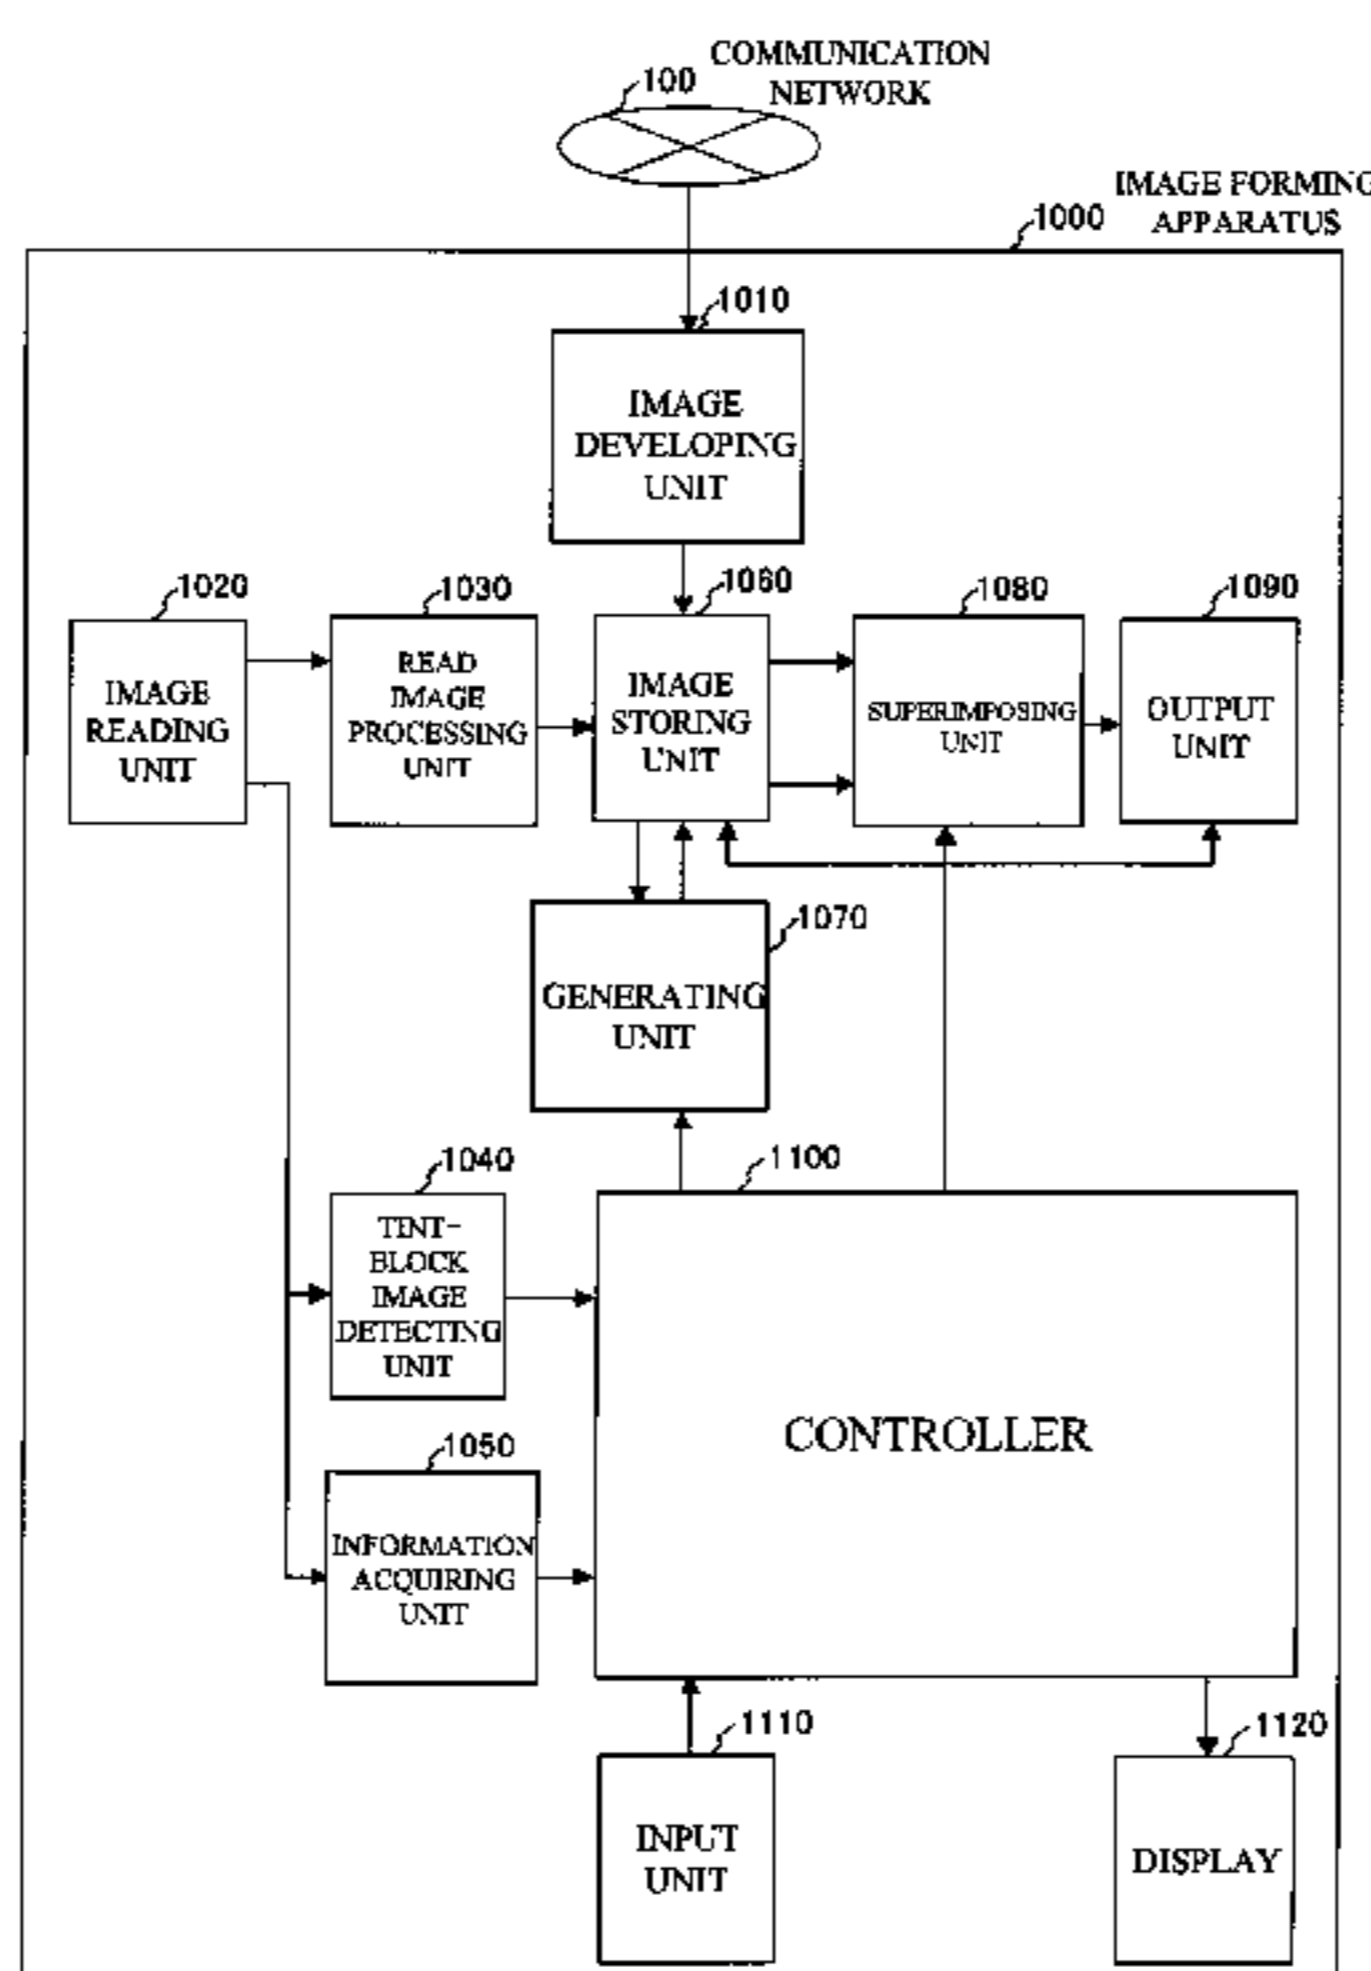 COMMUNICATION
NETWORK
100
IMAGE FORMING
APPARATUS
1000
1010
IMAGE
DEVELOPING
UNIT
1020
IMAGE
READING
UNIT
1030
READ
IMAGE
PROCESSING
UNIT
1060
IMAGE
STORING
UNIT
1080
SUPERIMPOSING
UNIT
1090
OUTPUT
UNIT
1070
GENERATING
UNIT
1040
TINT-
BLOCK
IMAGE
DETECTING
UNIT
1100
CONTROLLER
1050
INFORMATION
ACQUIRING
UNIT
1110
INPUT
UNIT
1120
DISPLAY